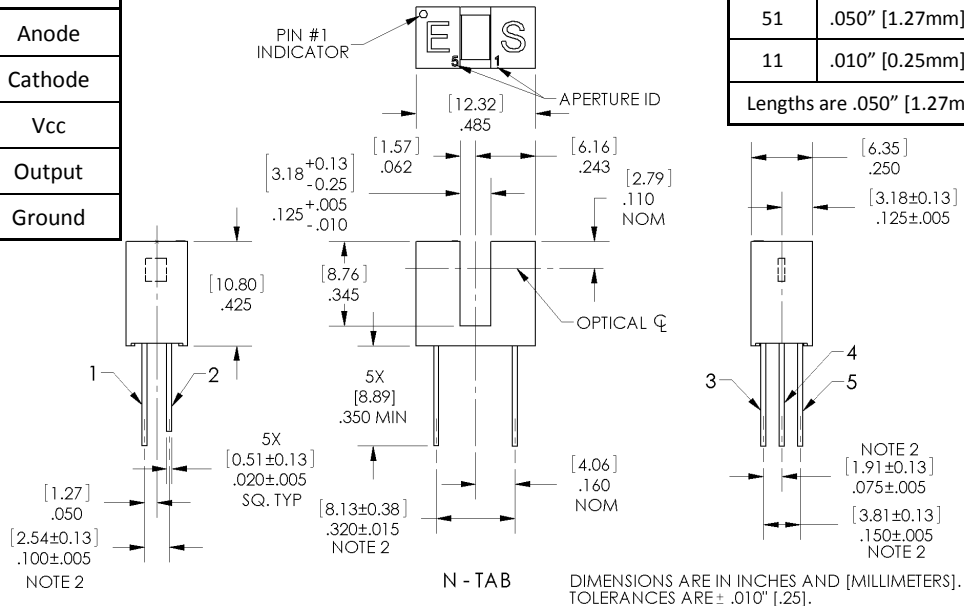 Anode
Cathode
Vcc
Output
Ground
51 .050” [1.27mm]
11 .010” [0.25mm]
Lengths are .050” [1.27m
PIN #1
INDICATOR
E S
5 1
APERTURE ID
[12.32]
.485
[1.57]
.062
[6.16]
.243
[3.18 +0.13 -0.25]
.125 +.005 -.010
[2.79]
.110
NOM
[6.35]
.250
[3.18±0.13]
.125±.005
[10.80]
.425
[8.76]
.345
OPTICAL ℄
1 2
5X
[8.89]
.350 MIN
3 4 5
5X
[0.51±0.13]
.020±.005
SQ. TYP
[1.27]
.050
[2.54±0.13]
.100±.005
NOTE 2
[8.13±0.38]
.320±.015
NOTE 2
[4.06]
.160
NOM
NOTE 2
[1.91±0.13]
.075±.005
[3.81±0.13]
.150±.005
NOTE 2
N - TAB
DIMENSIONS ARE IN INCHES AND [MILLIMETERS].
TOLERANCES ARE ± .010" [.25].